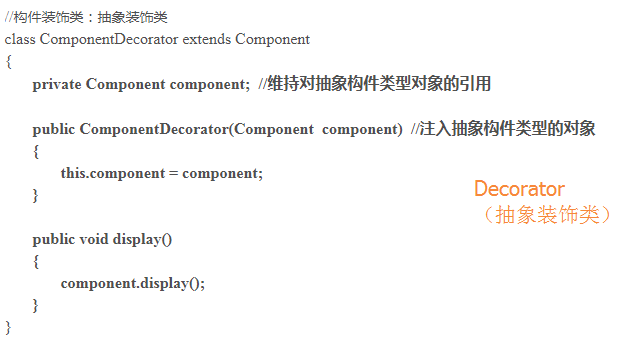 //构件装饰类：抽象装饰类
class ComponentDecorator extends Component
{
private Component component;  //维持对抽象构件类型对象的引用
public ComponentDecorator(Component  component)  //注入抽象构件类型的对象
{
this.component = component;
}
Decorator
（抽象装饰类）
public void display()
{
component.display();
}
}